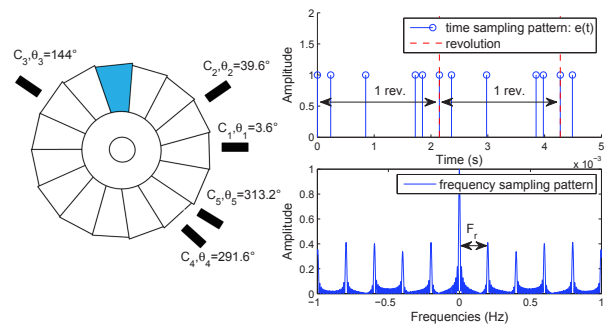 C3,θ3=144°
C2,θ2=39.6°
C1,θ1=3.6°
C5,θ5=313.2°
C4,θ4=291.6°
2
1.5
1
0.5
0
Amplitude
time sampling pattern: e(t)
revolution
1 rev.
1 rev.
0 1 2 3 4 5
Time (s)
x 10⁻³
1
0.8
0.6
0.4
0.2
0
Amplitude
frequency sampling pattern
Fr
−1 −0.5 0 0.5 1
Frequencies (Hz)